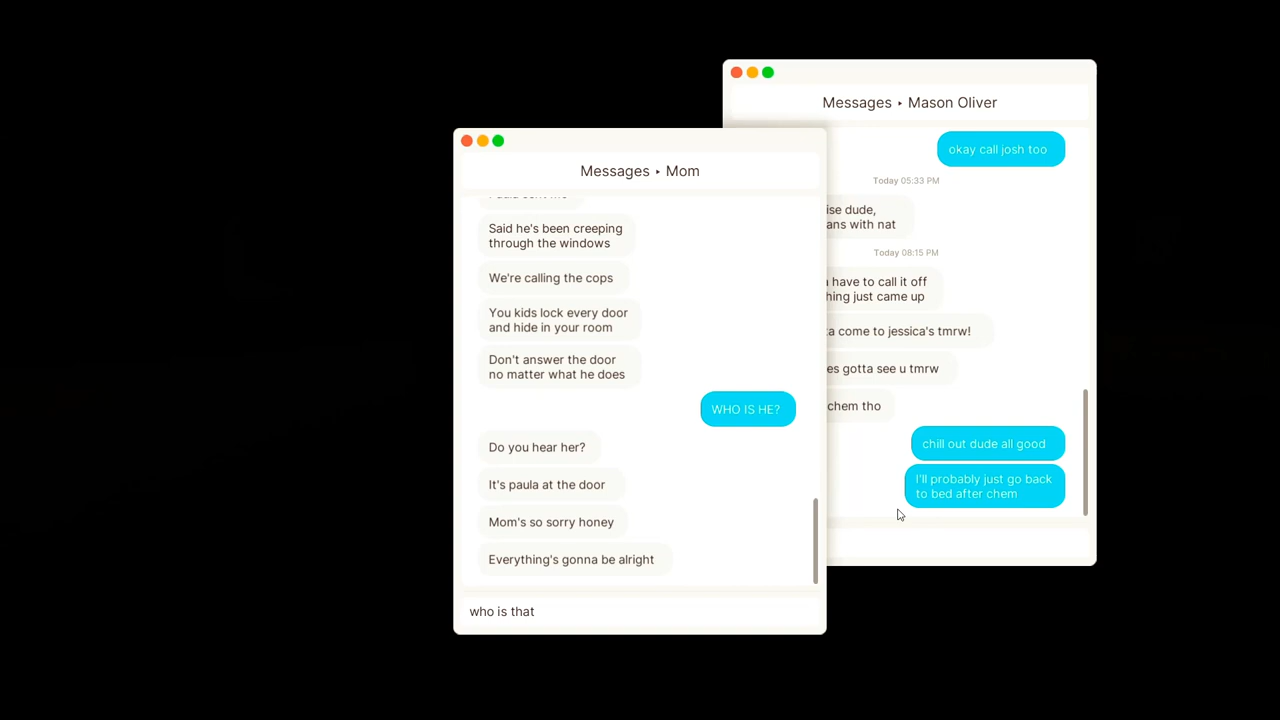 Messages ‣ Mason Oliver
okay call josh too
Today 05:33 PM
dude,
with nat
Today 08:15 PM
have to call it off
just came up
come to jessica's tmrw!
gotta see u tmrw
chem tho
chill out dude all good
I'll probably just go back
to bed after chem
Messages ‣ Mom
Said he's been creeping
through the windows
We're calling the cops
You kids lock every door
and hide in your room
Don't answer the door
no matter what he does
WHO IS HE?
Do you hear her?
It's paula at the door
Mom's so sorry honey
Everything's gonna be alright
who is that